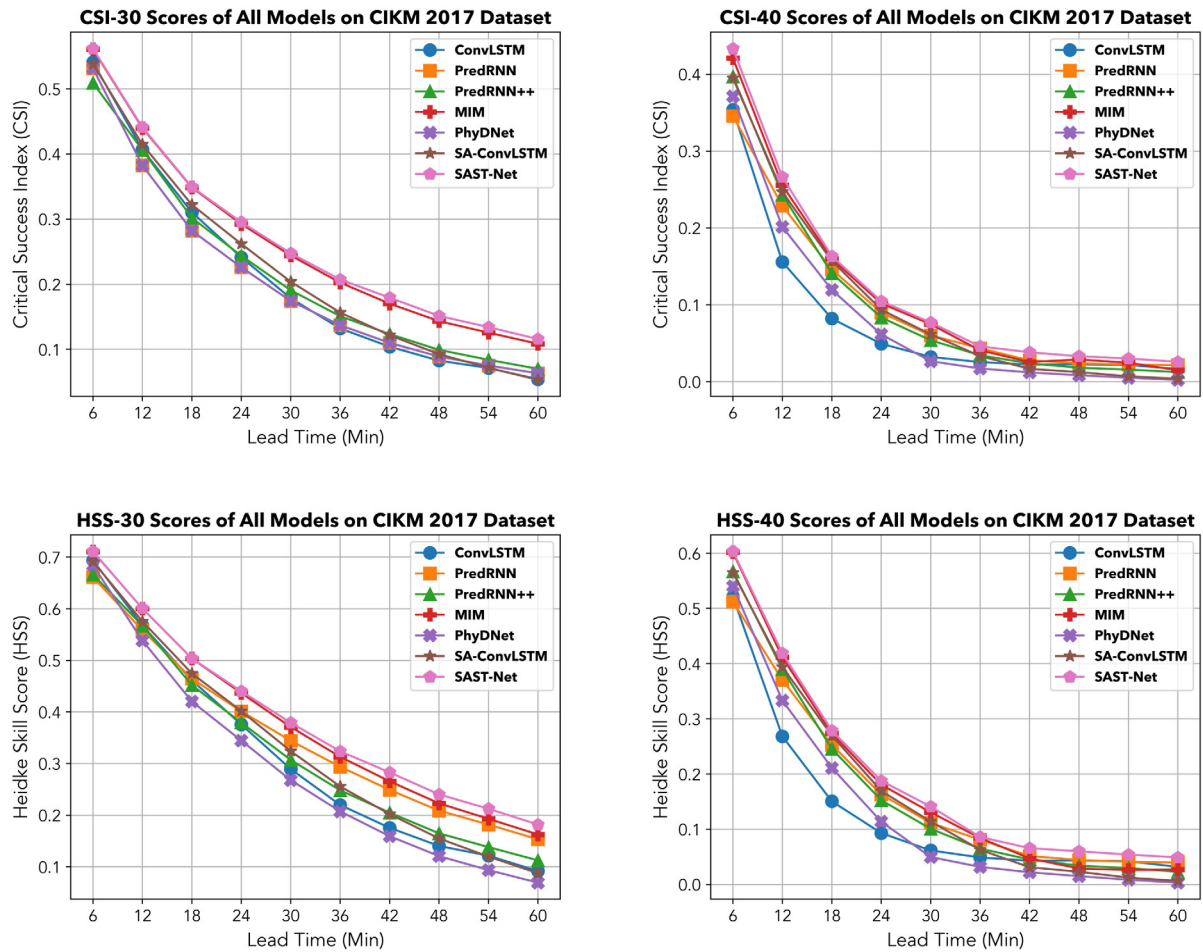 CSI-30 Scores of All Models on CIKM 2017 Dataset
Critical Success Index (CSI)
0.5
0.4
0.3
0.2
0.1
ConvLSTM
PredRNN
PredRNN++
MIM
PhyDNet
SA-ConvLSTM
SAST-Net
6 12 18 24 30 36 42 48 54 60
Lead Time (Min)
CSI-40 Scores of All Models on CIKM 2017 Dataset
Critical Success Index (CSI)
0.4
0.3
0.2
0.1
0.0
ConvLSTM
PredRNN
PredRNN++
MIM
PhyDNet
SA-ConvLSTM
SAST-Net
6 12 18 24 30 36 42 48 54 60
Lead Time (Min)
HSS-30 Scores of All Models on CIKM 2017 Dataset
Heidke Skill Score (HSS)
0.7
0.6
0.5
0.4
0.3
0.2
0.1
ConvLSTM
PredRNN
PredRNN++
MIM
PhyDNet
SA-ConvLSTM
SAST-Net
6 12 18 24 30 36 42 48 54 60
Lead Time (Min)
HSS-40 Scores of All Models on CIKM 2017 Dataset
Heidke Skill Score (HSS)
0.6
0.5
0.4
0.3
0.2
0.1
0.0
ConvLSTM
PredRNN
PredRNN++
MIM
PhyDNet
SA-ConvLSTM
SAST-Net
6 12 18 24 30 36 42 48 54 60
Lead Time (Min)